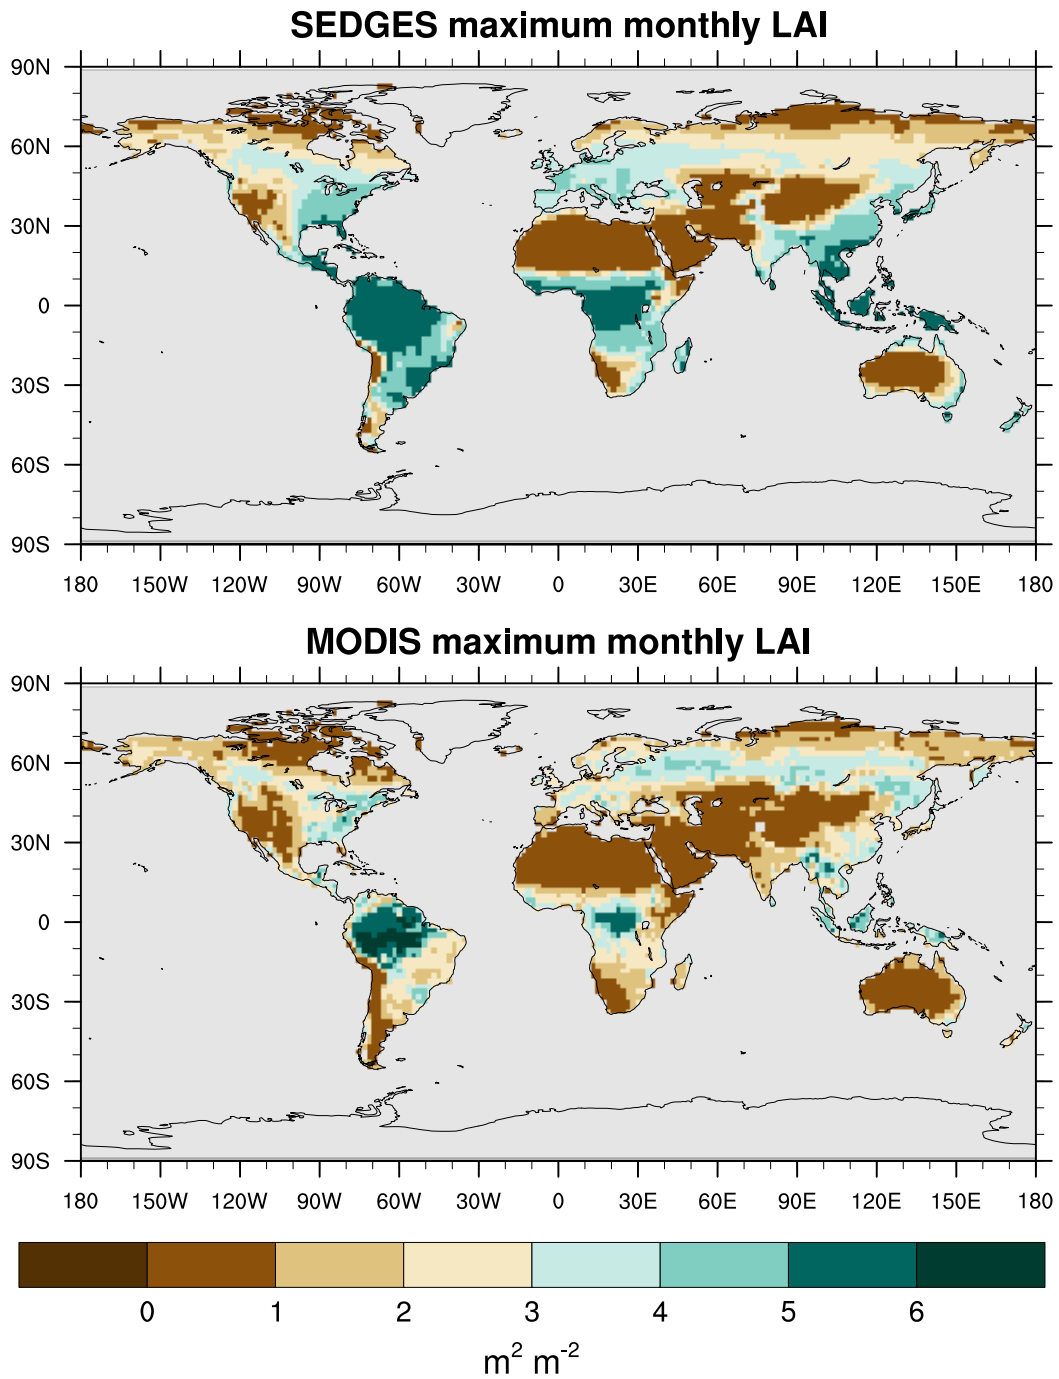 SEDGES maximum monthly LAI
90N
60N
30N
0
30S
60S
90S
180 150W 120W 90W 60W 30W 0 30E 60E 90E 120E 150E 180
MODIS maximum monthly LAI
90N
60N
30N
0
30S
60S
90S
180 150W 120W 90W 60W 30W 0 30E 60E 90E 120E 150E 180
0 1 2 3 4 5 6
m² m⁻²